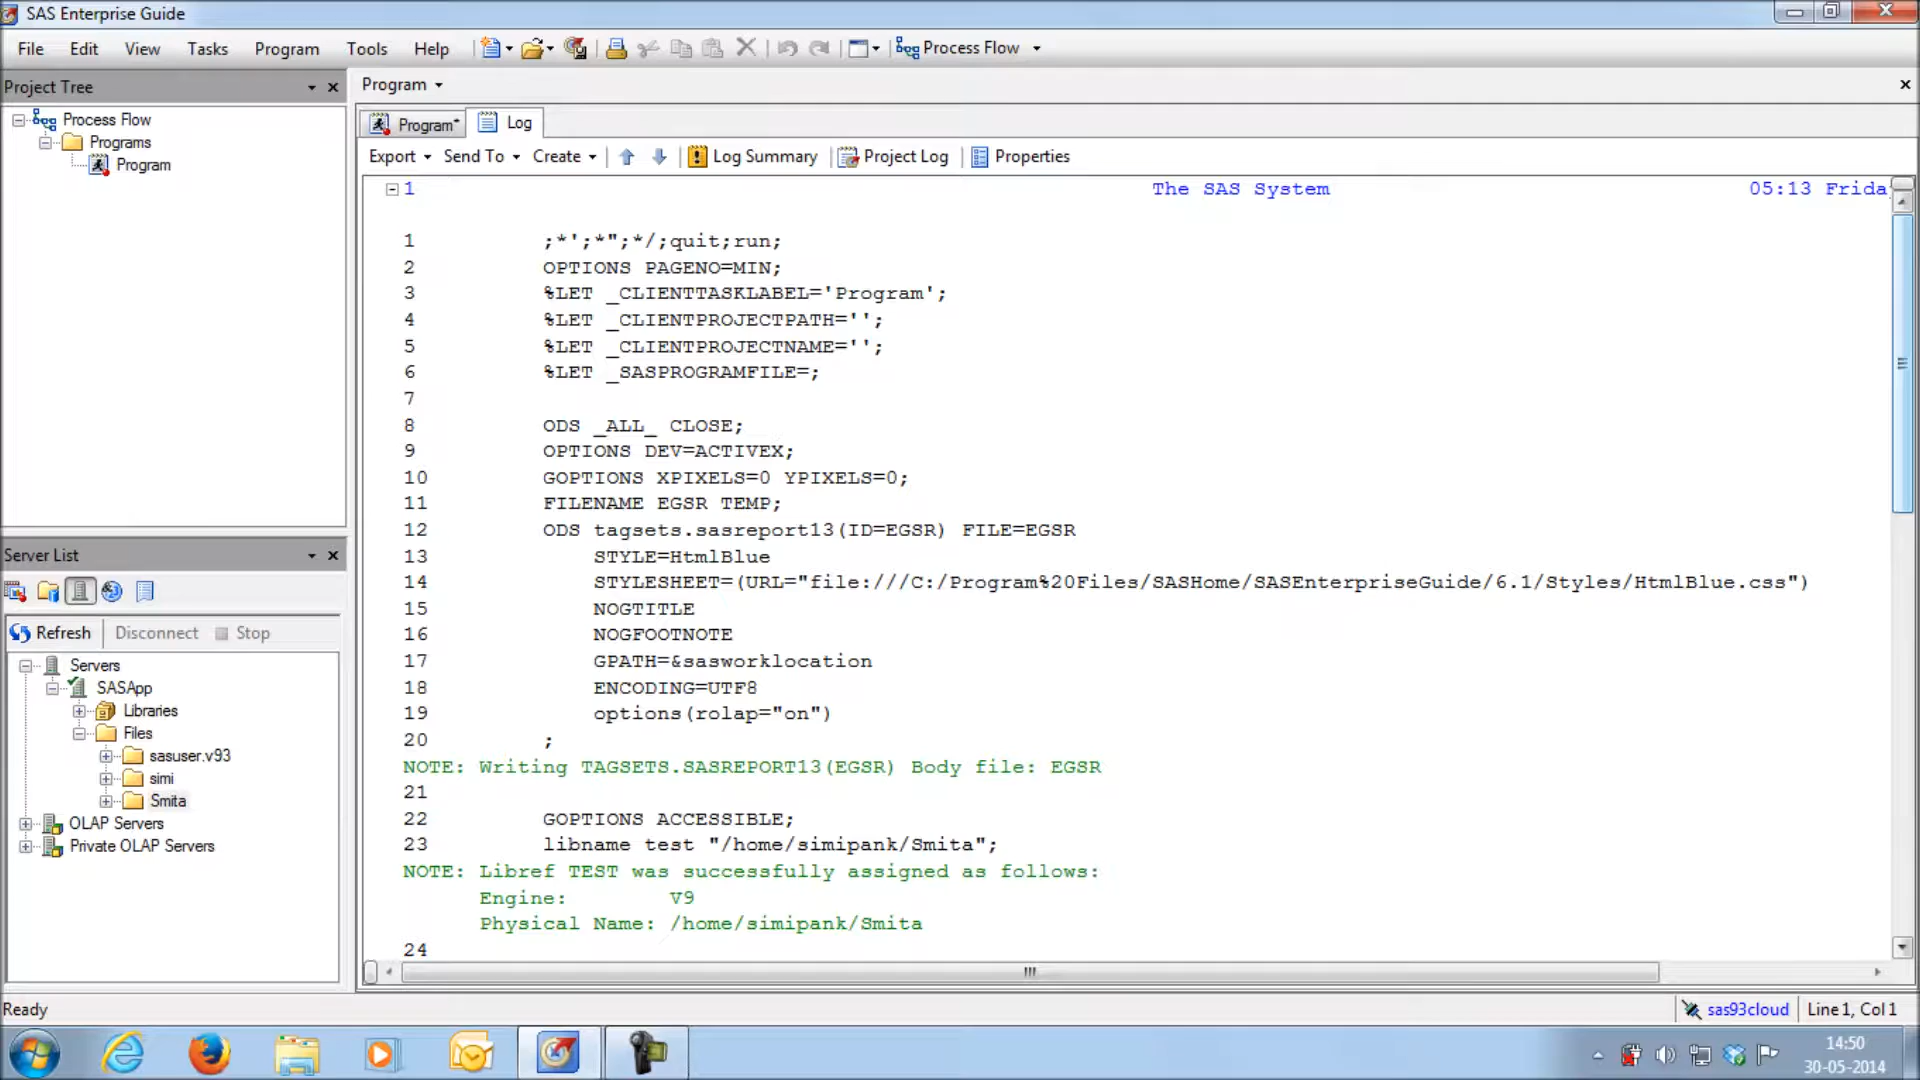 SAS Enterprise Guide
File Edit View Tasks Program Tools Help Process Flow
Project Tree
Process Flow
Programs
Program
Program
Program* Log
Export Send To Create Log Summary Project Log Properties
1 The SAS System 05:13 Frida
1 ;*';*";*/;quit;run;
2 OPTIONS PAGENO=MIN;
3 %LET _CLIENTTASKLABEL='Program';
4 %LET _CLIENTPROJECTPATH='';
5 %LET _CLIENTPROJECTNAME='';
6 %LET _SASPROGRAMFILE=;
7
8 ODS _ALL_ CLOSE;
9 OPTIONS DEV=ACTIVEX;
10 GOPTIONS XPIXELS=0 YPIXELS=0;
11 FILENAME EGSR TEMP;
12 ODS tagsets.sasreport13(ID=EGSR) FILE=EGSR
13 STYLE=HtmlBlue
14 STYLESHEET=(URL="file:///C:/Program%20Files/SASHome/SASEnterpriseGuide/6.1/Styles/HtmlBlue.css")
15 NOGTITLE
16 NOGFOOTNOTE
17 GPATH=&sasworklocation
18 ENCODING=UTF8
19 options(rolap="on")
20 ;
NOTE: Writing TAGSETS.SASREPORT13(EGSR) Body file: EGSR
21
22 GOPTIONS ACCESSIBLE;
23 libname test "/home/simipank/Smita";
NOTE: Libref TEST was successfully assigned as follows:
Engine: V9
Physical Name: /home/simipank/Smita
24
Server List
Refresh Disconnect Stop
Servers
SASApp
Libraries
Files
sasuser.v93
simi
Smita
OLAP Servers
Private OLAP Servers
Ready sas93cloud Line 1, Col 1
14:50
30-05-2014